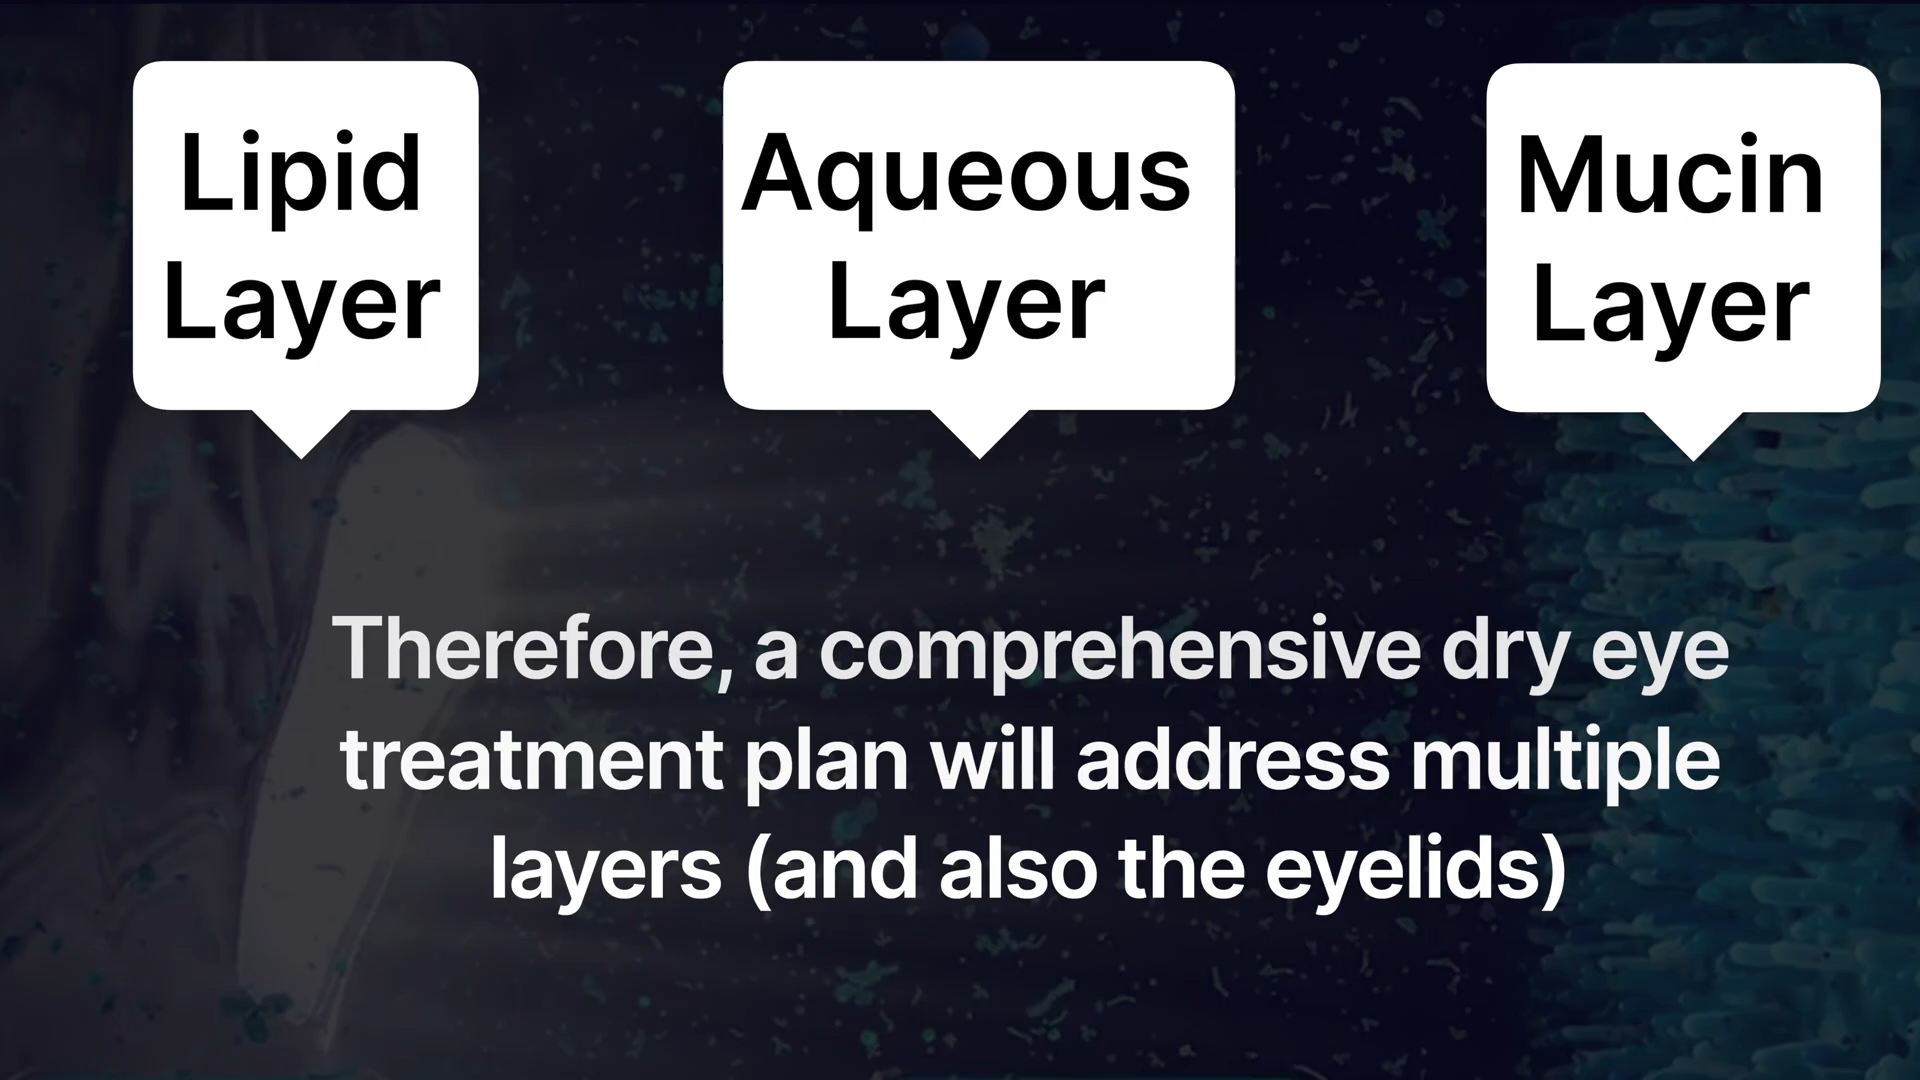 Lipid
Layer
Aqueous
Layer
Mucin
Layer
Therefore, a comprehensive dry eye
treatment plan will address multiple
layers (and also the eyelids)